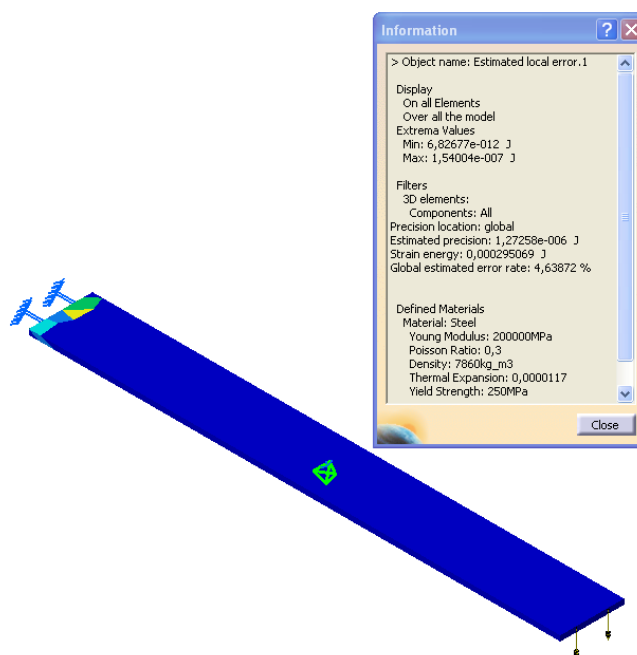 Information
> Object name: Estimated local error.1
Display
On all Elements
Over all the model
Extrema Values
Min: 6,82677e-012 J
Max: 1,54004e-007 J
Filters
3D elements:
Components: All
Precision location: global
Estimated precision: 1,27258e-006 J
Strain energy: 0,000295069 J
Global estimated error rate: 4,63872 %
Defined Materials
Material: Steel
Young Modulus: 200000MPa
Poisson Ratio: 0,3
Density: 7860kg_m3
Thermal Expansion: 0,0000117
Yield Strength: 250MPa
Close